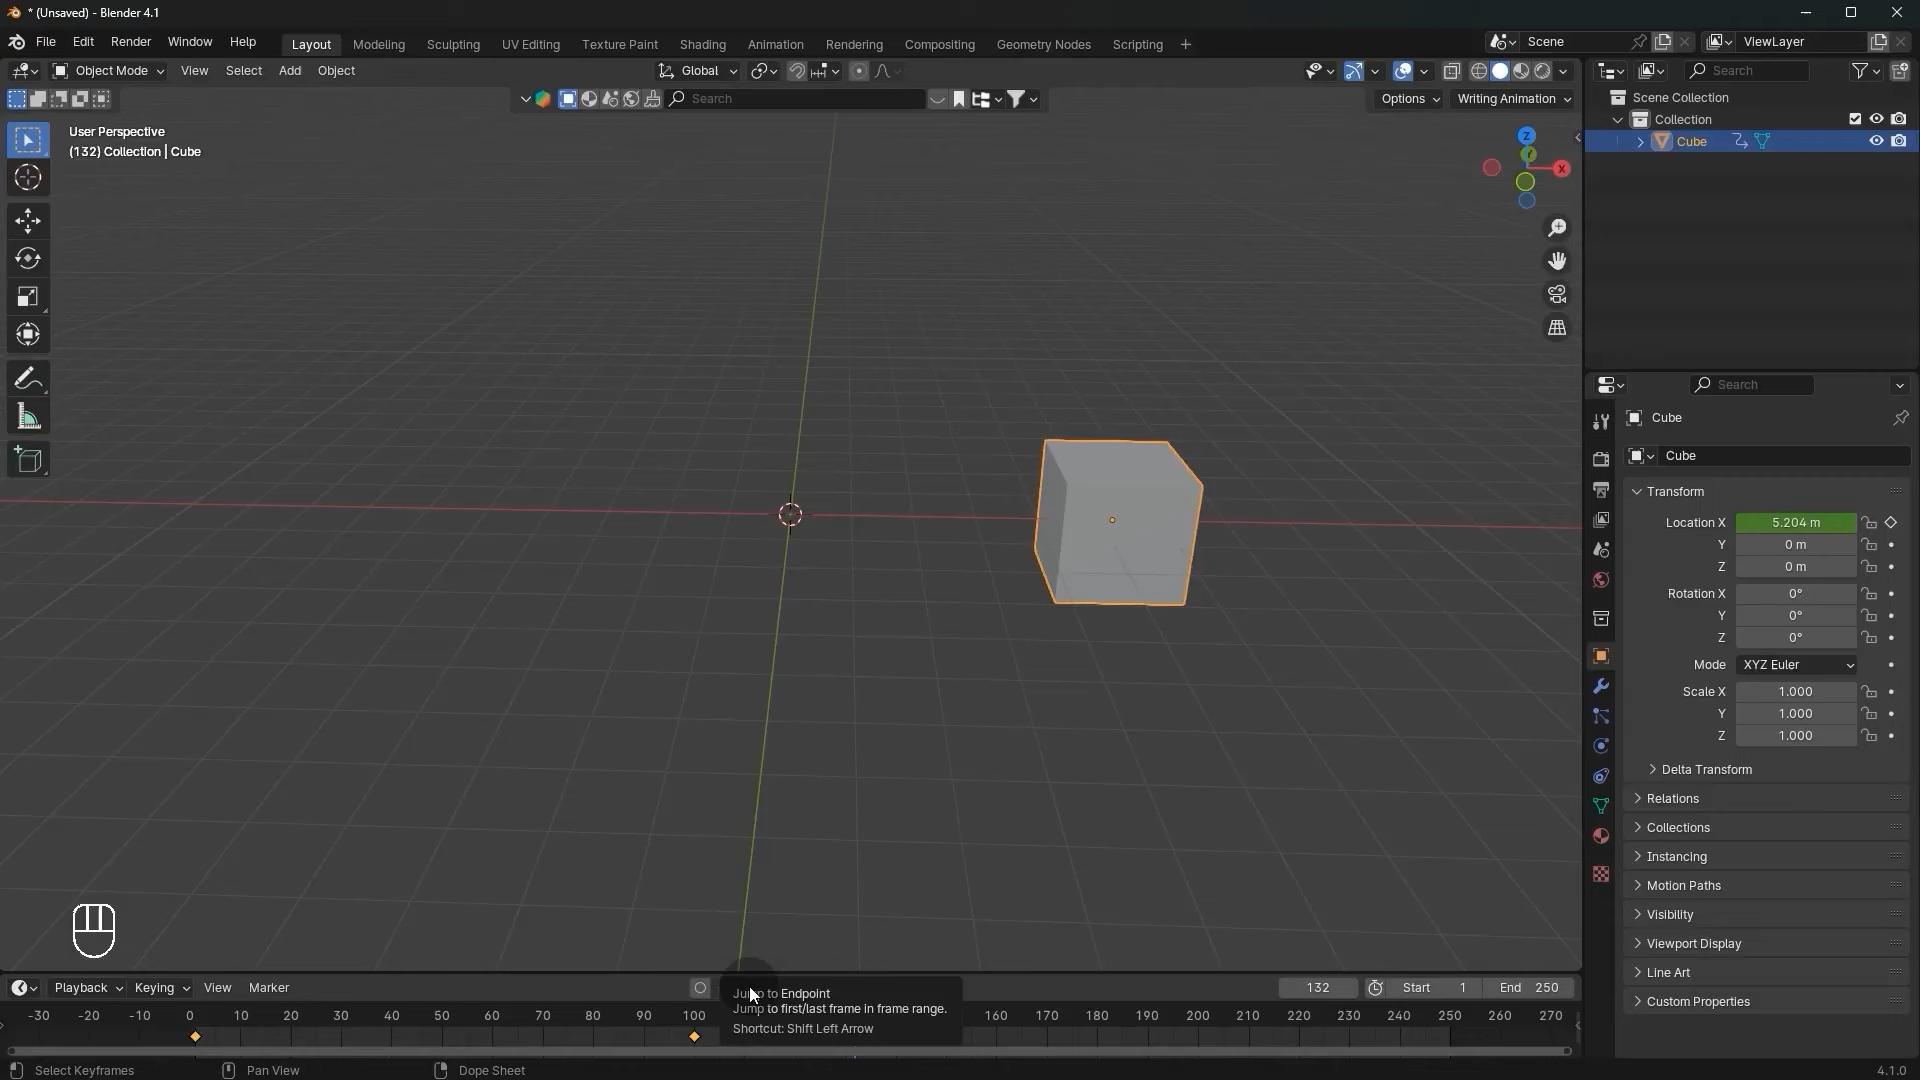 * (Unsaved) - Blender 4.1
File Edit Render Window Help Layout Modeling Sculpting UV Editing Texture Paint Shading Animation Rendering Compositing Geometry Nodes Scripting + Scene ViewLayer
Object Mode View Select Add Object Global Search
Search Options Writing Animation
Scene Collection
Collection
Cube
User Perspective
(132) Collection | Cube
Z
X
Search
Cube
Cube
Transform
Location X 5.204 m
Y 0 m
Z 0 m
Rotation X 0°
Y 0°
Z 0°
Mode XYZ Euler
Scale X 1.000
Y 1.000
Z 1.000
Delta Transform
Relations
Collections
Instancing
Motion Paths
Visibility
Viewport Display
Line Art
Custom Properties
Playback Keying View Marker 132 Start 1 End 250
Jump to Endpoint
Jump to first/last frame in frame range.
Shortcut: Shift Left Arrow
-30 -20 -10 0 10 20 30 40 50 60 70 80 90 100 160 170 180 190 200 210 220 230 240 250 260 270
Select Keyframes Pan View Dope Sheet 4.1.0